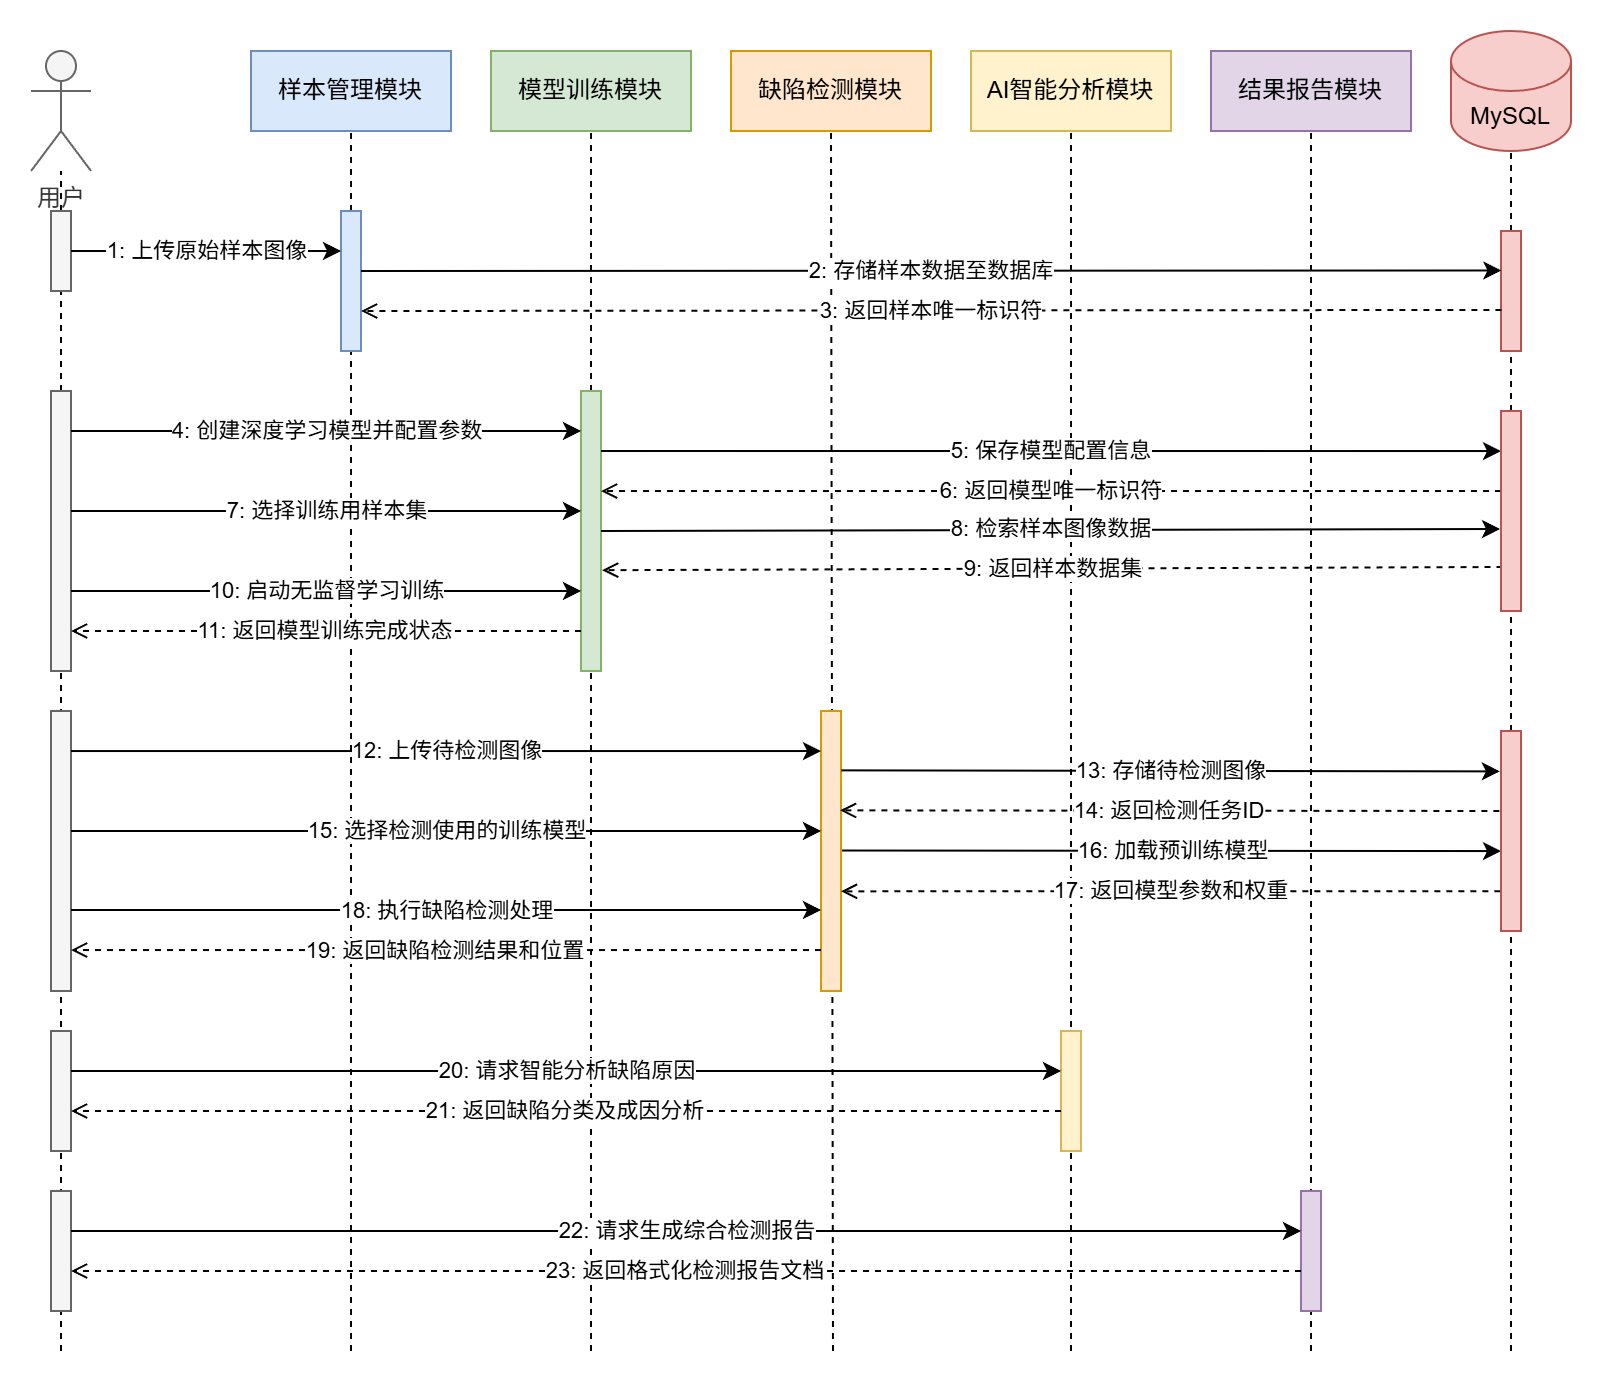 样本管理模块
模型训练模块
缺陷检测模块
AI智能分析模块
结果报告模块
MySQL
用户
1: 上传原始样本图像
2: 存储样本数据至数据库
3: 返回样本唯一标识符
4: 创建深度学习模型并配置参数
5: 保存模型配置信息
6: 返回模型唯一标识符
7: 选择训练用样本集
8: 检索样本图像数据
9: 返回样本数据集
10: 启动无监督学习训练
11: 返回模型训练完成状态
12: 上传待检测图像
13: 存储待检测图像
14: 返回检测任务ID
15: 选择检测使用的训练模型
16: 加载预训练模型
17: 返回模型参数和权重
18: 执行缺陷检测处理
19: 返回缺陷检测结果和位置
20: 请求智能分析缺陷原因
21: 返回缺陷分类及成因分析
22: 请求生成综合检测报告
23: 返回格式化检测报告文档